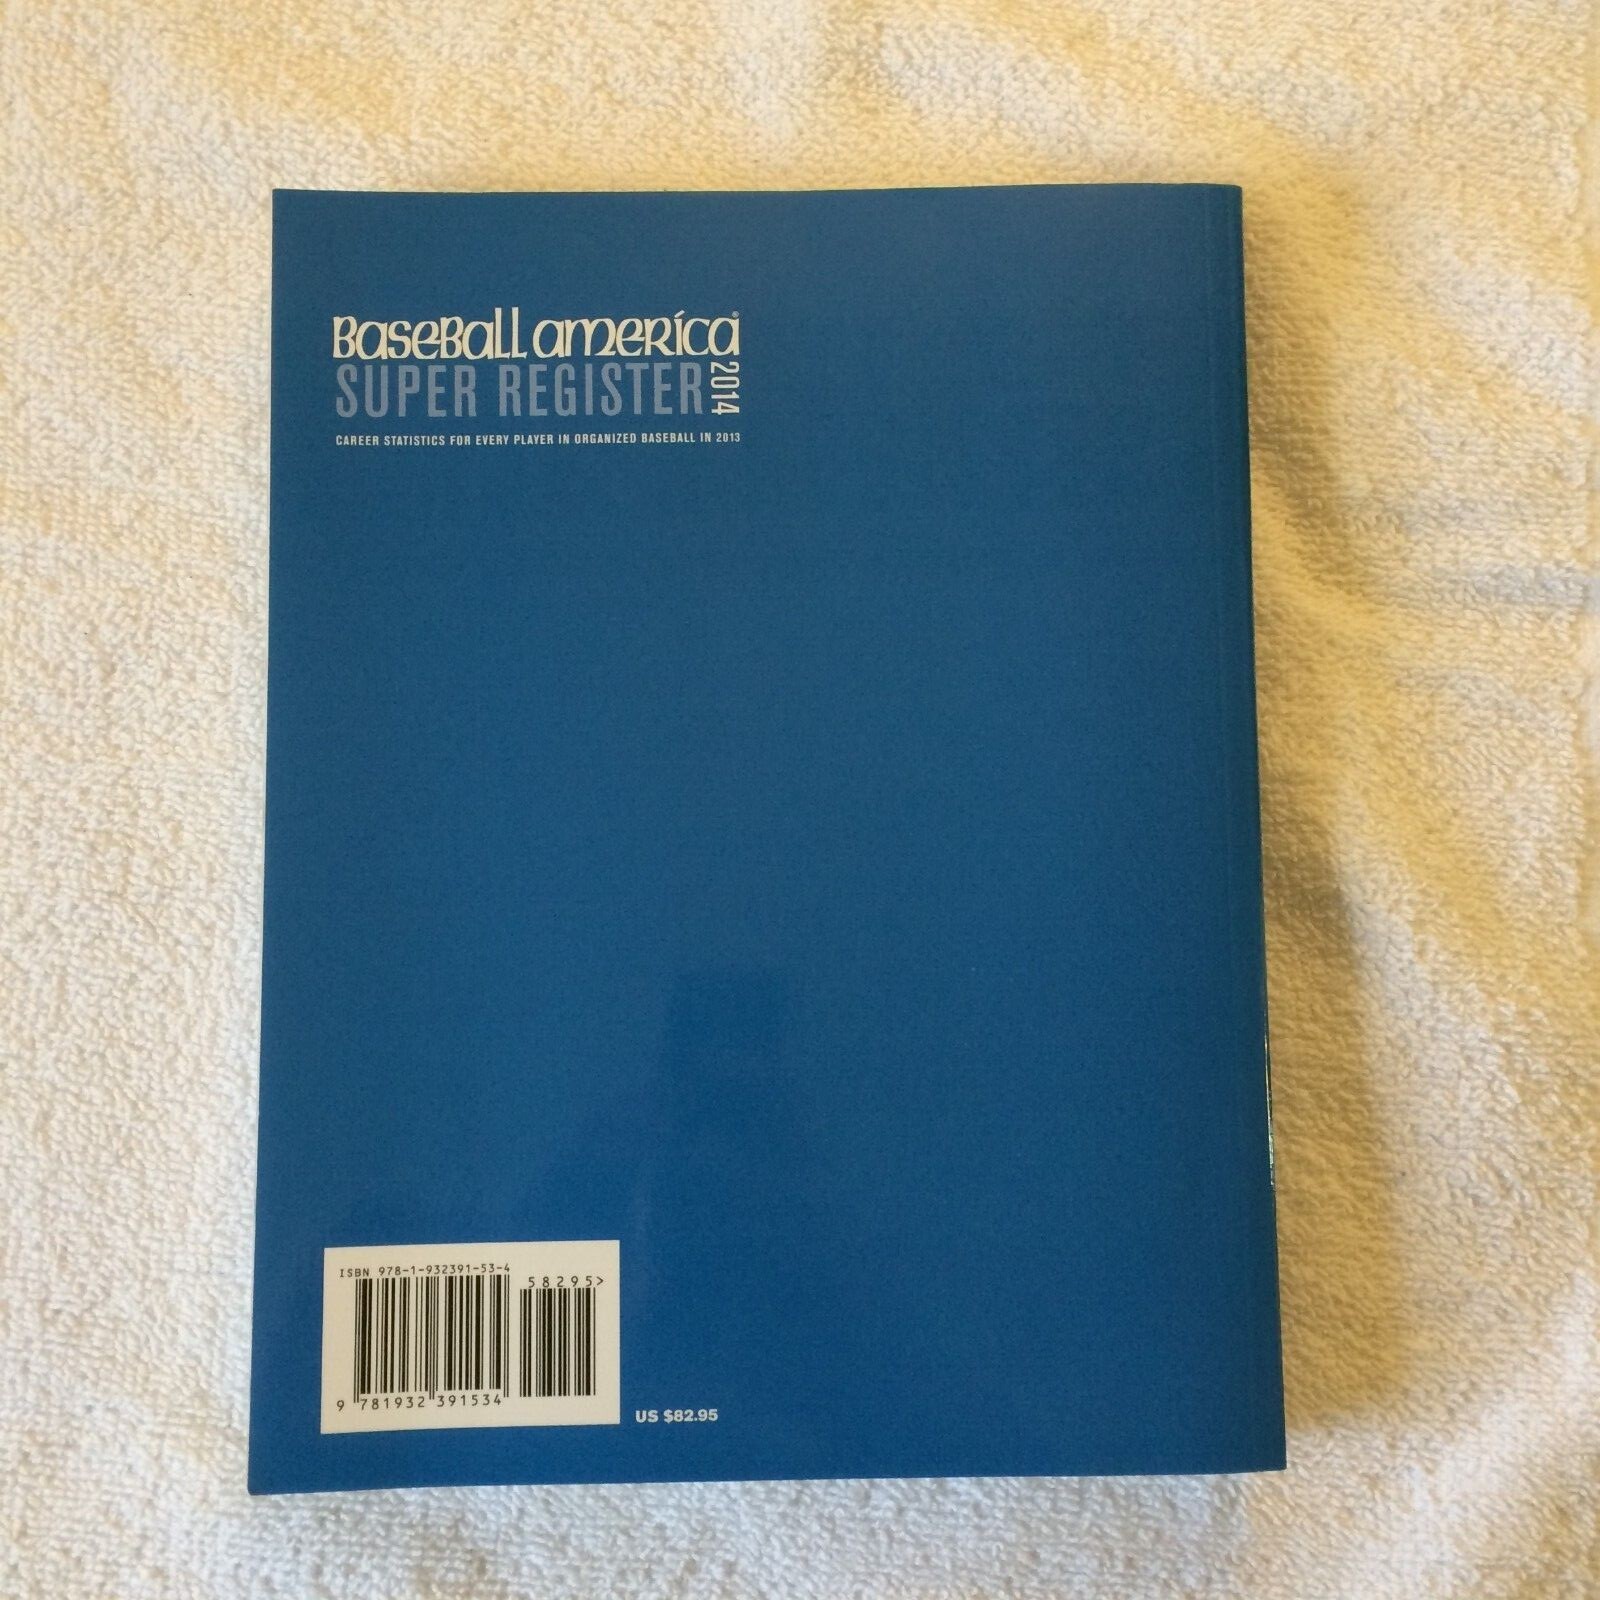 BaseBall america®
SUPER REGISTER 2014
CAREER STATISTICS FOR EVERY PLAYER IN ORGANIZED BASEBALL IN 2013
ISBN 978-1-932391-53-4
58295>
9 781932 391534
US $82.95